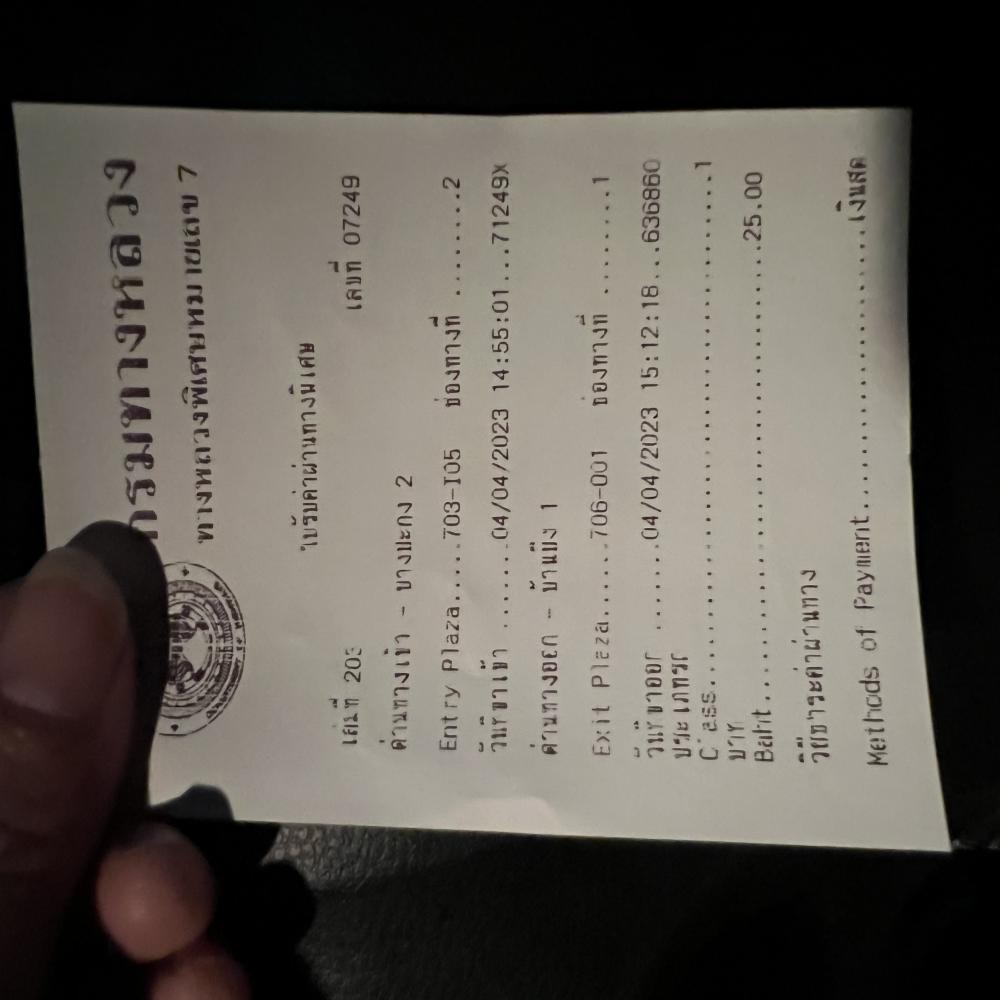 กรมทางหลวง
ทางหลวงพิเศษหมายเลข 7
ใบรับค่าผ่านทางพิเศษ
เล่มที่ 203 เลขที่ 07249
ด่านทางเข้า - บางปะกง 2
Entry Plaza......703-I05 ช่องทางที่ ........2
วันที่ขาเข้า ........04/04/2023 14:55:01...71249X
ด่านทางออก - บ้านบึง 1
Exit Plaza......706-001 ช่องทางที่ .......1
วันที่ขาออก ........04/04/2023 15:12:18...636860
ประเภทรถ
Class..........................................1
บาท
Baht....................................25.00
วิธีชำระค่าผ่านทาง
Methods of Payment......................เงินสด